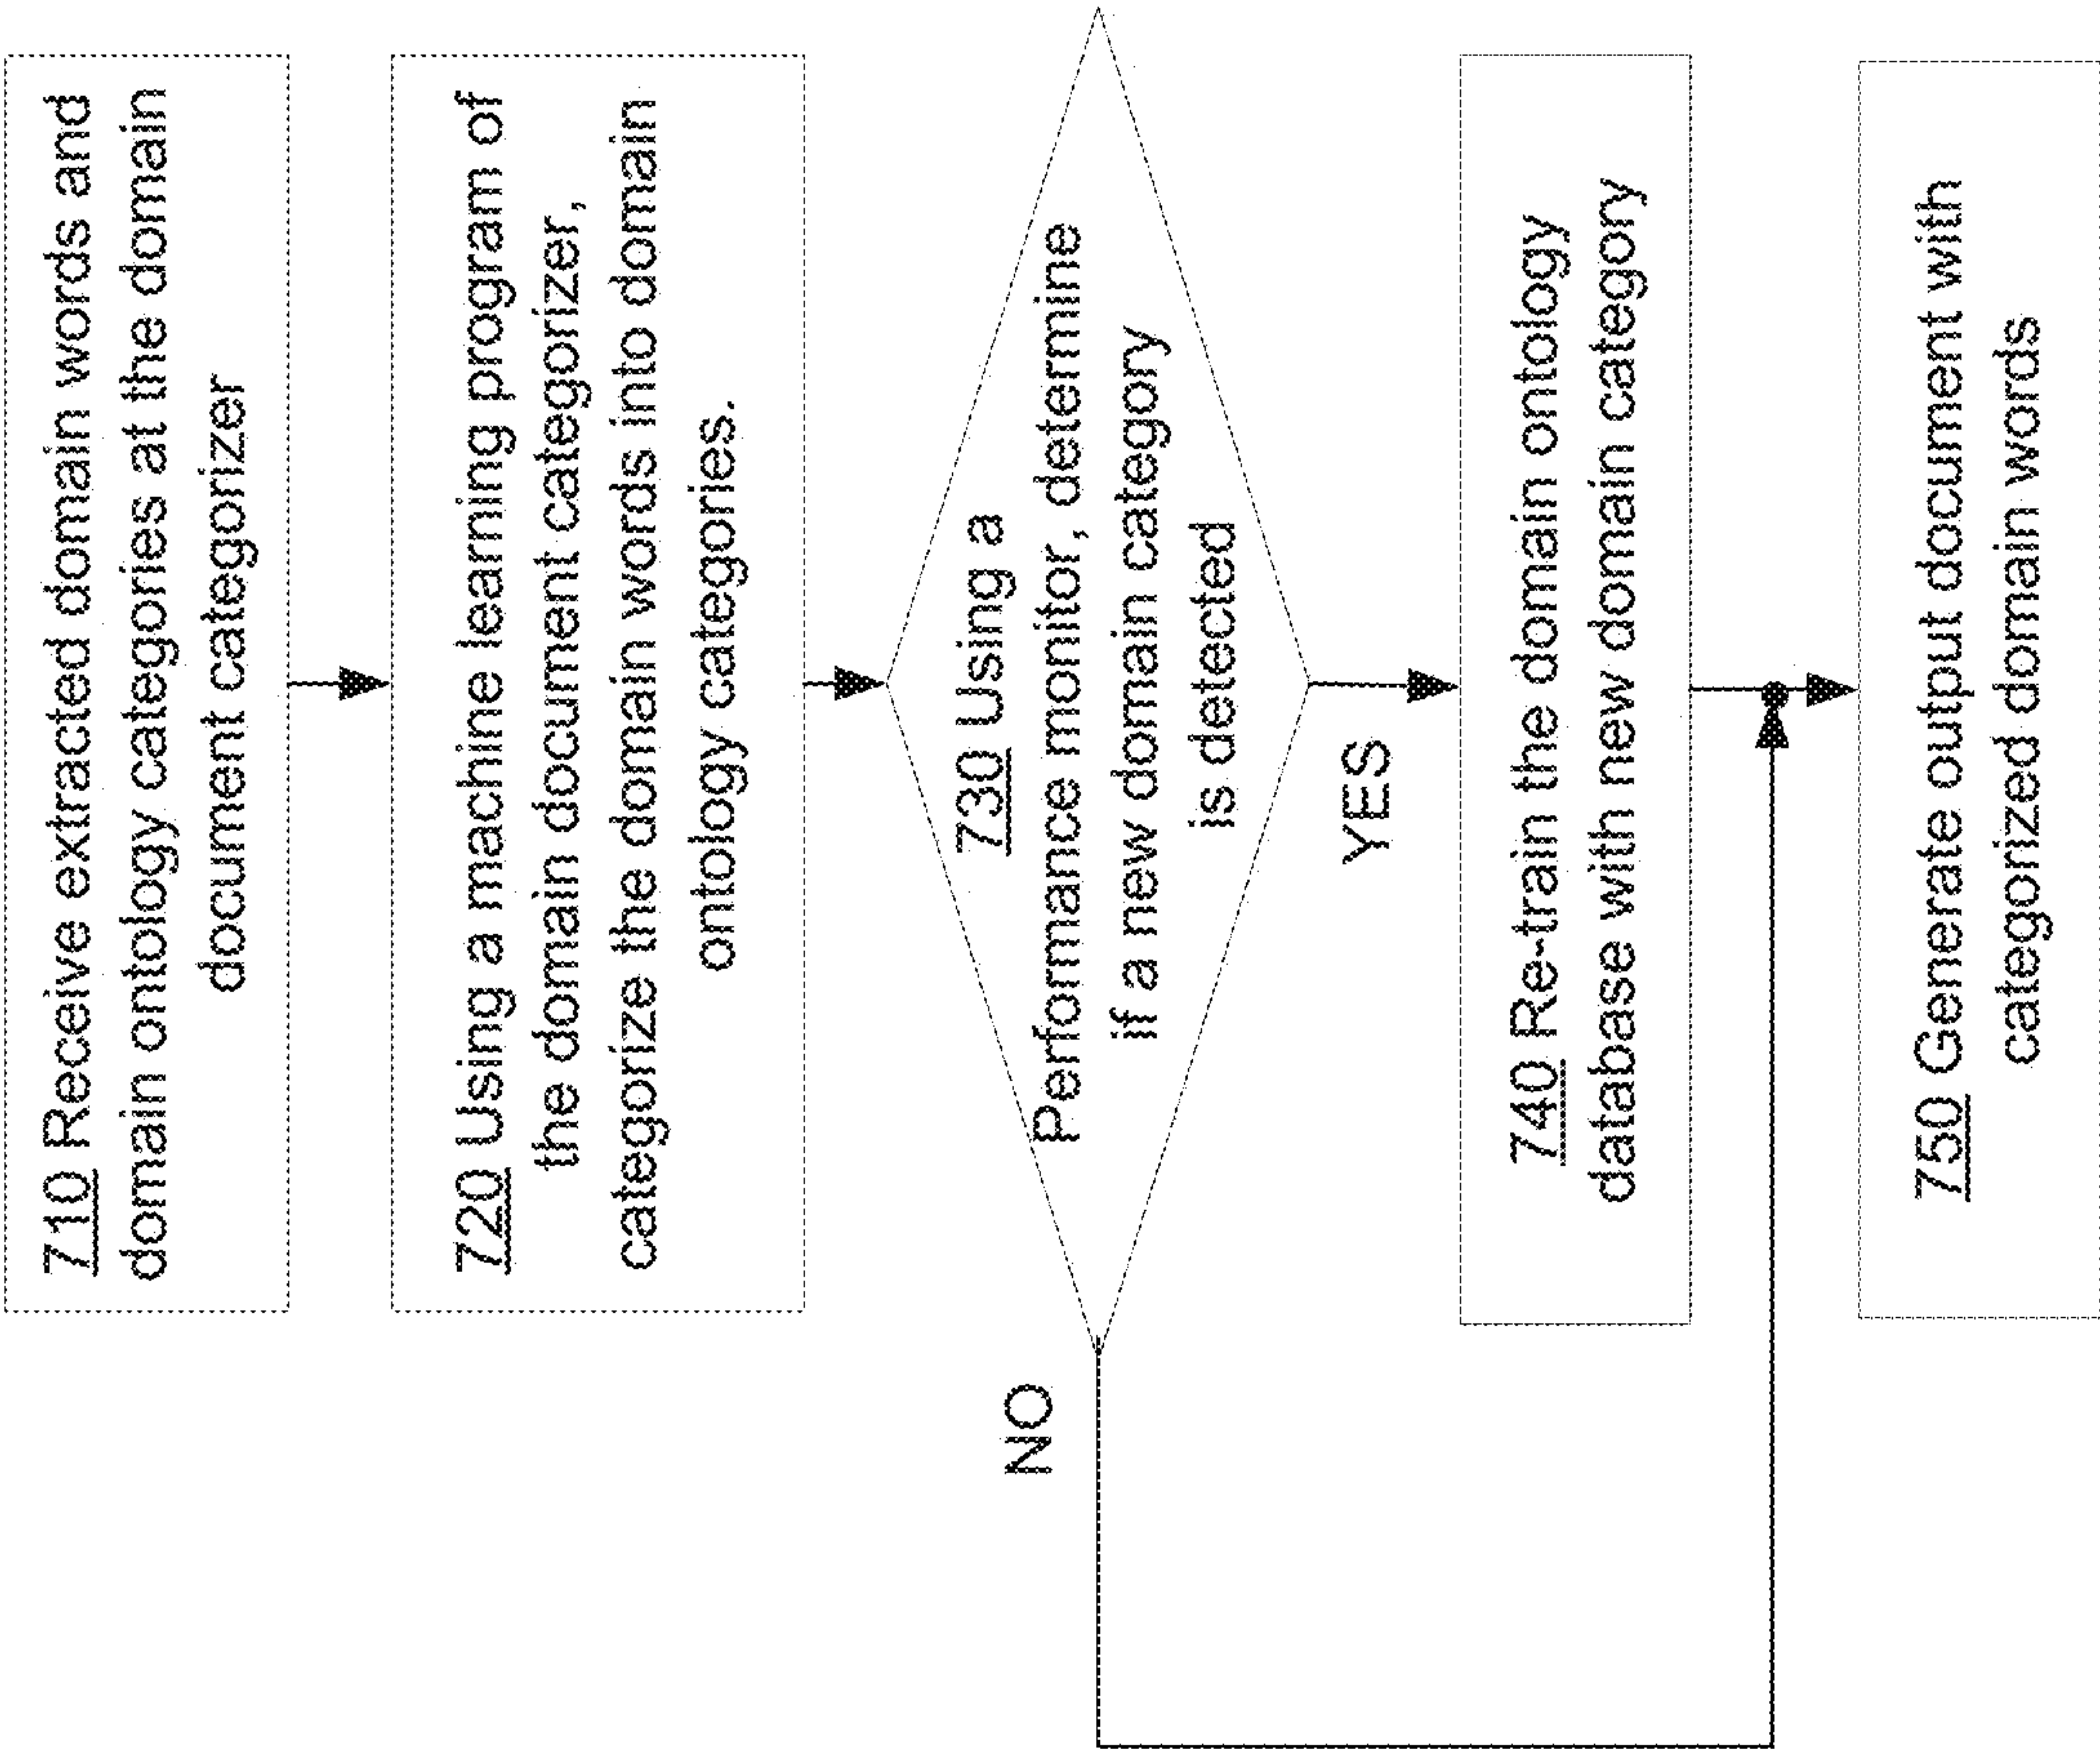 710 Receive extracted domain words and
domain ontology categories at the domain
document categorizer
720 Using a machine learning program of
the domain document categorizer,
categorize the domain words into domain
ontology categories.
730 Using a
Performance monitor, determine
if a new domain category
is detected
NO
YES
740 Re-train the domain ontology
database with new domain category
750 Generate output document with
categorized domain words